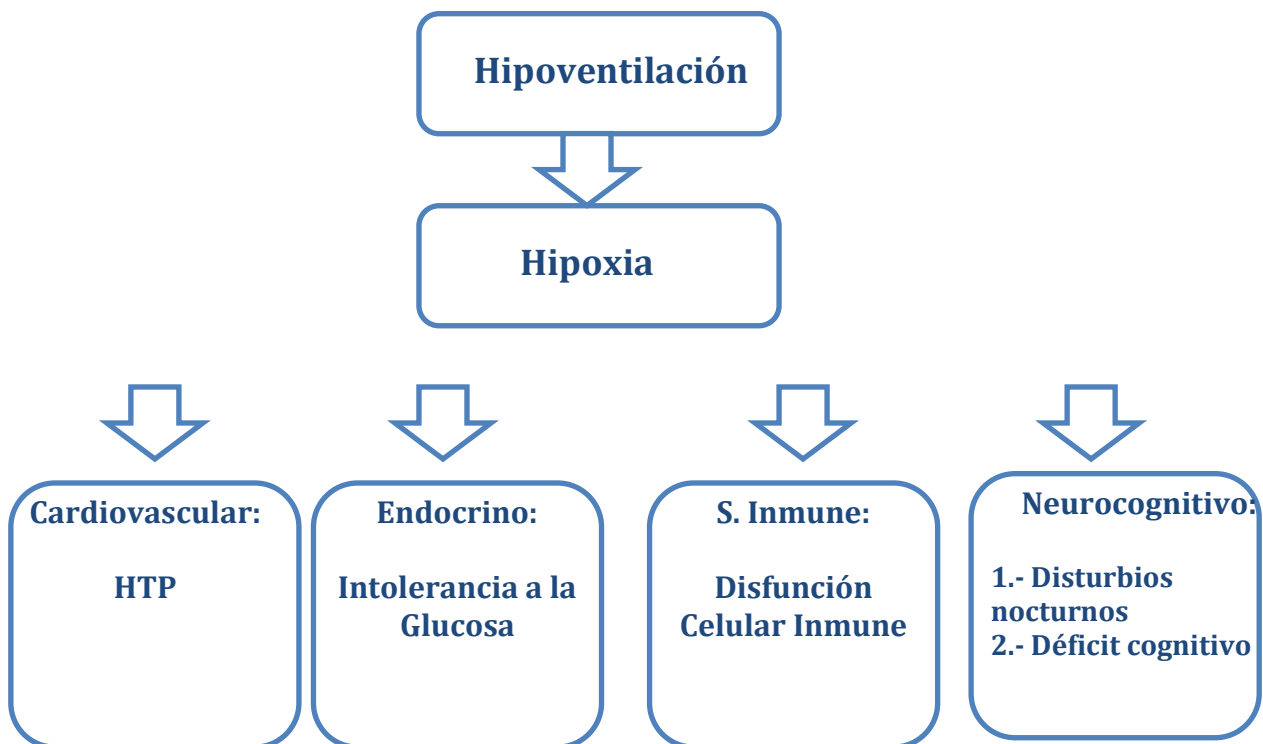 Hipoventilación
Hipoxia
Cardiovascular:
HTP
Endocrino:
Intolerancia a la
Glucosa
S. Inmune:
Disfunción
Celular Inmune
Neurocognitivo:
1.- Disturbios
nocturnos
2.- Déficit cognitivo